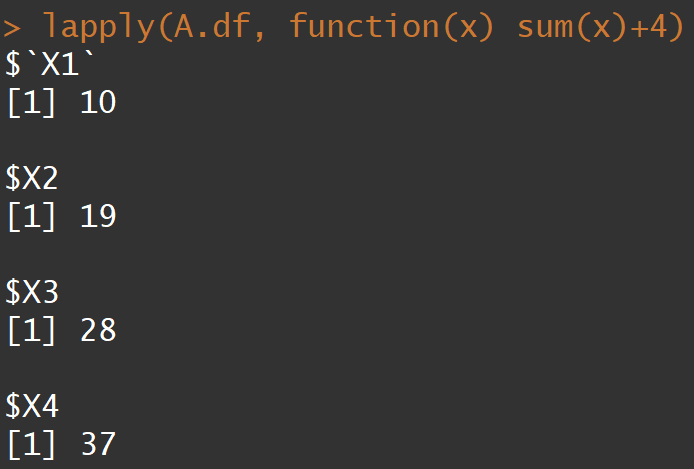 > lapply(A.df, function(x) sum(x)+4)
$`X1`
[1] 10
$X2
[1] 19
$X3
[1] 28
$X4
[1] 37